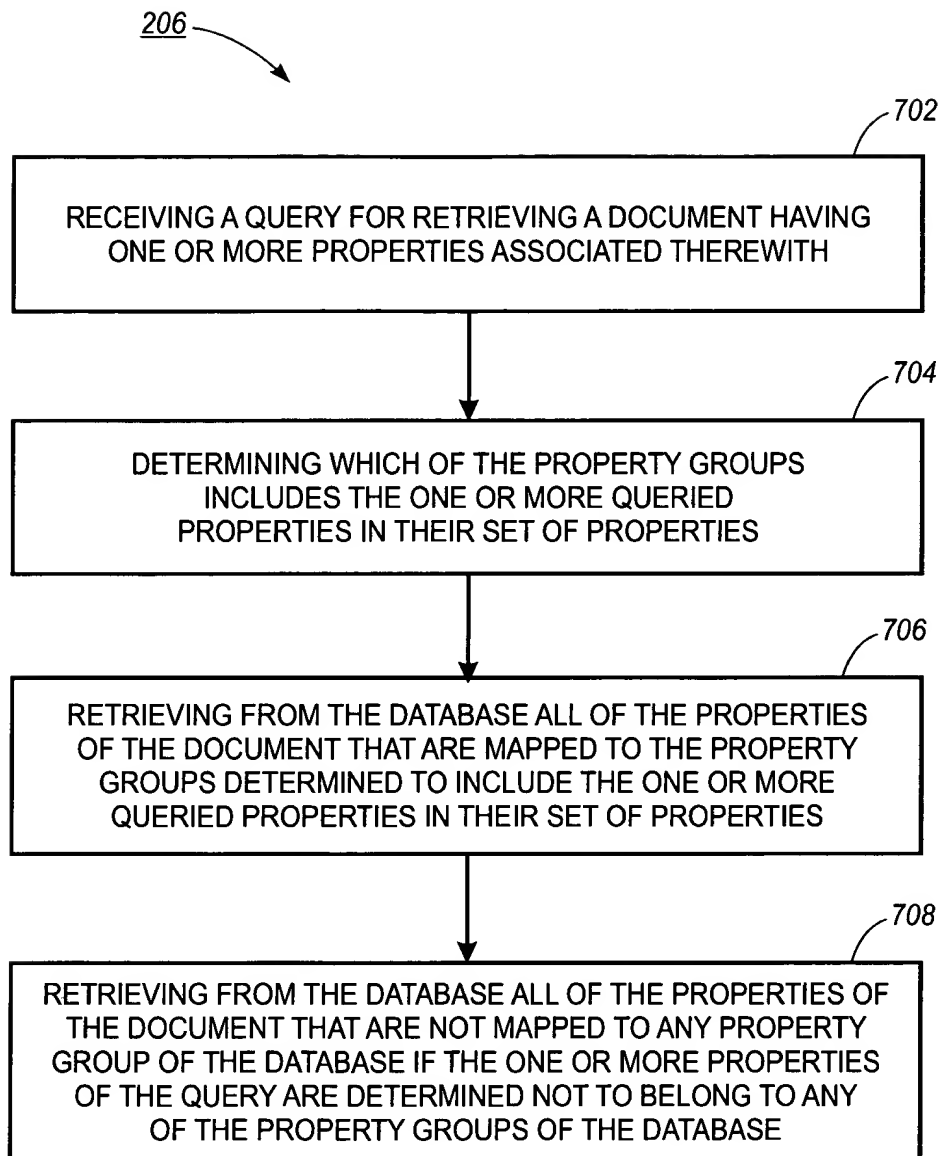 206
702
RECEIVING A QUERY FOR RETRIEVING A DOCUMENT HAVING
ONE OR MORE PROPERTIES ASSOCIATED THEREWITH
704
DETERMINING WHICH OF THE PROPERTY GROUPS
INCLUDES THE ONE OR MORE QUERIED
PROPERTIES IN THEIR SET OF PROPERTIES
706
RETRIEVING FROM THE DATABASE ALL OF THE PROPERTIES
OF THE DOCUMENT THAT ARE MAPPED TO THE PROPERTY
GROUPS DETERMINED TO INCLUDE THE ONE OR MORE
QUERIED PROPERTIES IN THEIR SET OF PROPERTIES
708
RETRIEVING FROM THE DATABASE ALL OF THE PROPERTIES OF
THE DOCUMENT THAT ARE NOT MAPPED TO ANY PROPERTY
GROUP OF THE DATABASE IF THE ONE OR MORE PROPERTIES
OF THE QUERY ARE DETERMINED NOT TO BELONG TO ANY
OF THE PROPERTY GROUPS OF THE DATABASE